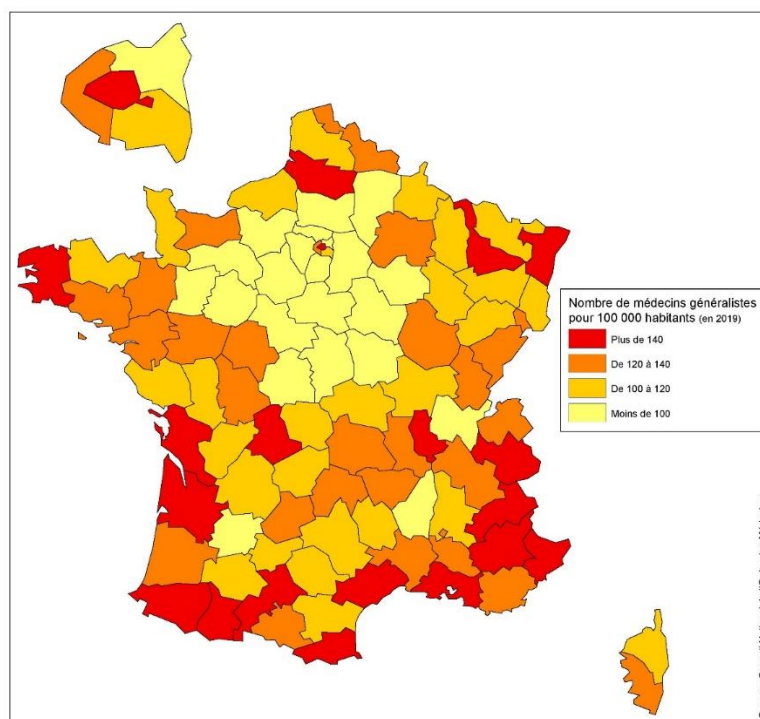 Nombre de médecins généralistes
pour 100 000 habitants (en 2019)
Plus de 140
De 120 à 140
De 100 à 120
Moins de 100